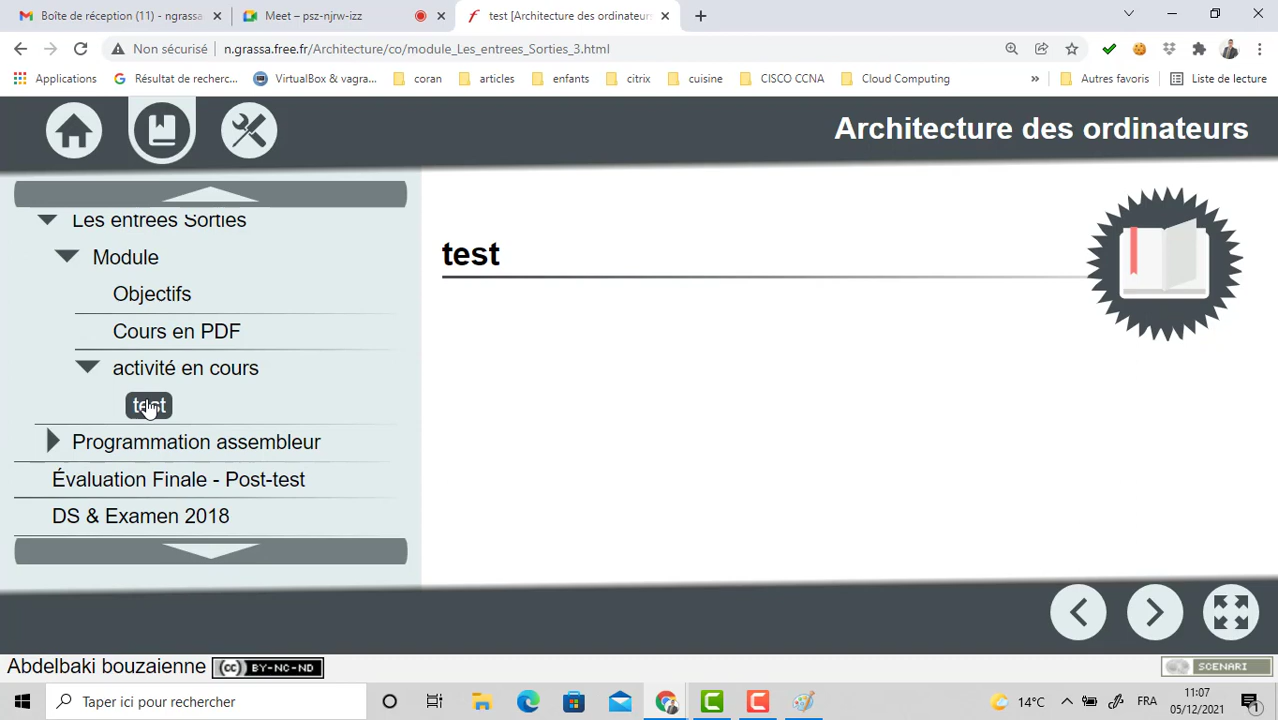 Boîte de réception (11) - ngrass
Meet – psz-njrw-izz
test [Architecture des ordinateurs
Non sécurisé
n.grassa.free.fr/Architecture/co/module_Les_entrees_Sorties_3.html
Applications
Résultat de recherc...
VirtualBox & vagra...
coran
articles
enfants
citrix
cuisine
CISCO CCNA
Cloud Computing
»
Autres favoris
Liste de lecture
Architecture des ordinateurs
Les entrees Sorties
Module
Objectifs
Cours en PDF
activité en cours
test
Programmation assembleur
Évaluation Finale - Post-test
DS & Examen 2018
test
Abdelbaki bouzaienne
cc BY-NC-ND
SCENARI
Taper ici pour rechercher
14°C
FRA
11:07
05/12/2021
1